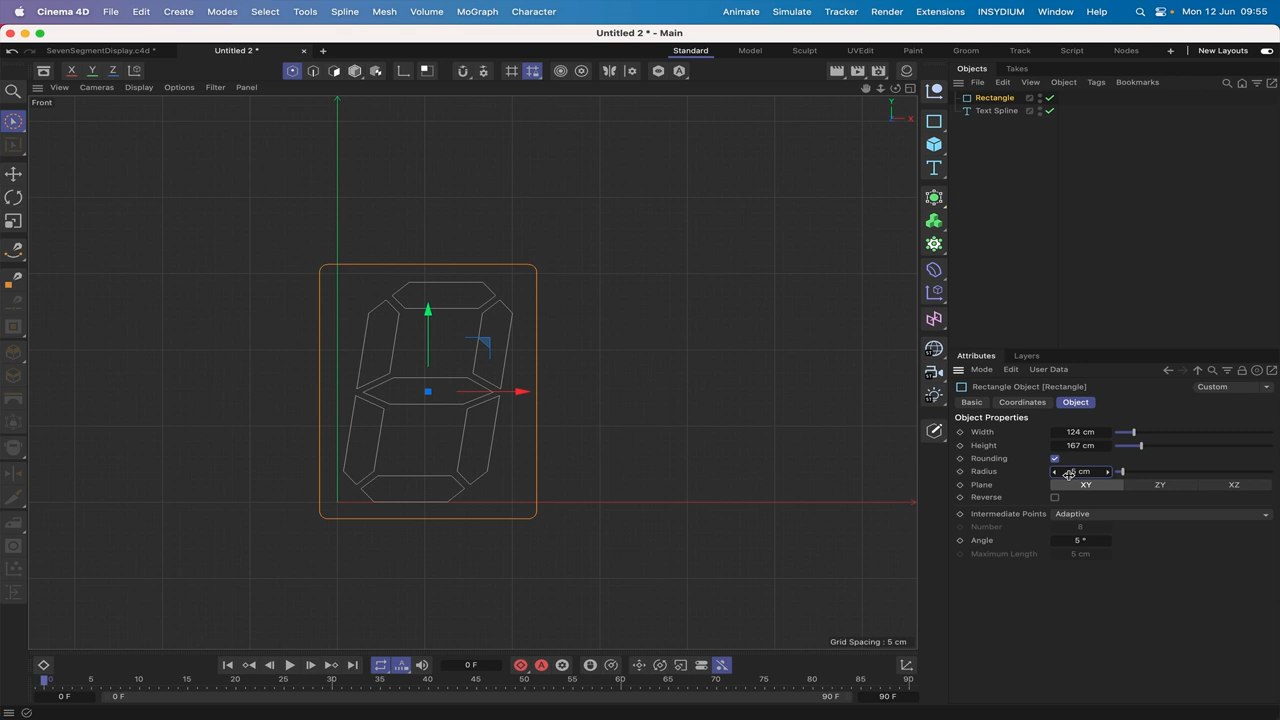 Cinema 4D File Edit Create Modes Select Tools Spline Mesh Volume MoGraph Character Animate Simulate Tracker Render Extensions INSYDIUM Window Help Mon 12 Jun 09:55
Untitled 2 * - Main
SevenSegmentDisplay.c4d * Untitled 2 * Standard Model Sculpt UVEdit Paint Groom Track Script Nodes New Layouts
X Y Z Objects Takes
View Cameras Display Options Filter Panel File Edit View Object Tags Bookmarks
Front Y X Rectangle
Text Spline
Attributes Layers
Mode Edit User Data
Rectangle Object [Rectangle] Custom
Basic Coordinates Object
Object Properties
Width 124 cm
Height 167 cm
Rounding
Radius 5 cm
Plane XY ZY XZ
Reverse
Intermediate Points Adaptive
Number 8
Angle 5 °
Maximum Length 5 cm
Grid Spacing : 5 cm
0 F
0 5 10 15 20 25 30 35 40 45 50 55 60 65 70 75 80 85 90
0 F 0 F 90 F 90 F